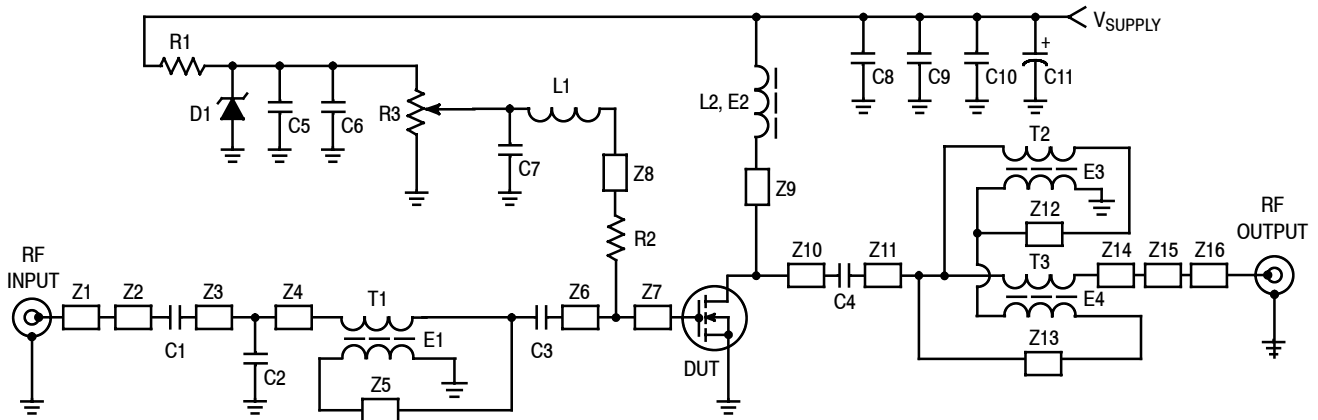 V_SUPPLY
R1
L1
C8
C9
C10
+
C11
L2, E2
D1
C5
C6
R3
T2
C7
Z8
E3
Z9
Z12
RF
OUTPUT
R2
RF
INPUT
Z10
Z11
T3
Z14
Z15
Z16
Z1
Z2
Z3
Z4
T1
Z6
Z7
C4
E4
C1
E1
C3
C2
DUT
Z13
Z5